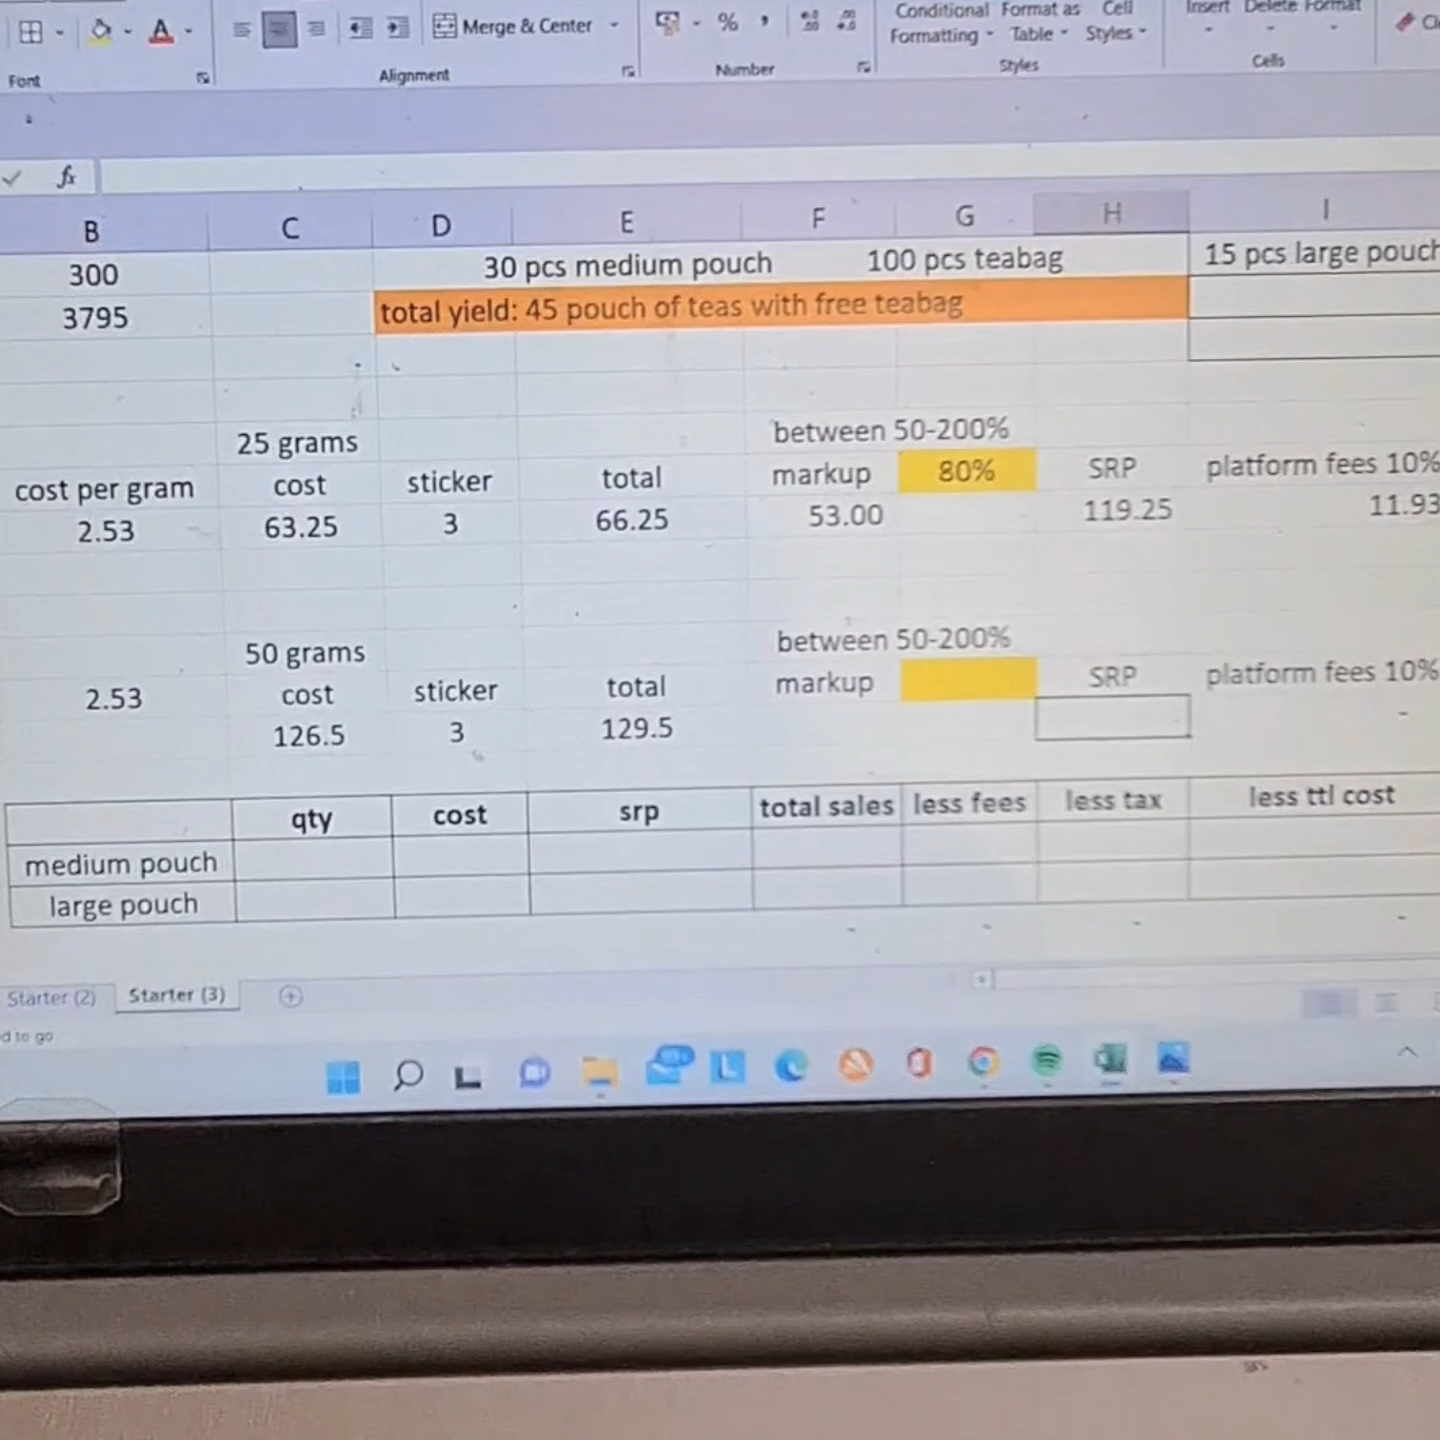 Conditional Format as Cell Insert Delete Format
Merge & Center % Formatting Table Styles
Font Alignment Number Styles Cells
fx
B C D E F G H I
300 30 pcs medium pouch 100 pcs teabag 15 pcs large pouch
3795 total yield: 45 pouch of teas with free teabag
25 grams between 50-200%
cost per gram cost sticker total markup 80% SRP platform fees 10%
2.53 63.25 3 66.25 53.00 119.25 11.93
50 grams between 50-200%
2.53 cost sticker total markup SRP platform fees 10%
126.5 3 129.5 -
qty cost srp total sales less fees less tax less ttl cost
medium pouch
large pouch
- - - -
Starter (2) Starter (3)
d to go
99+